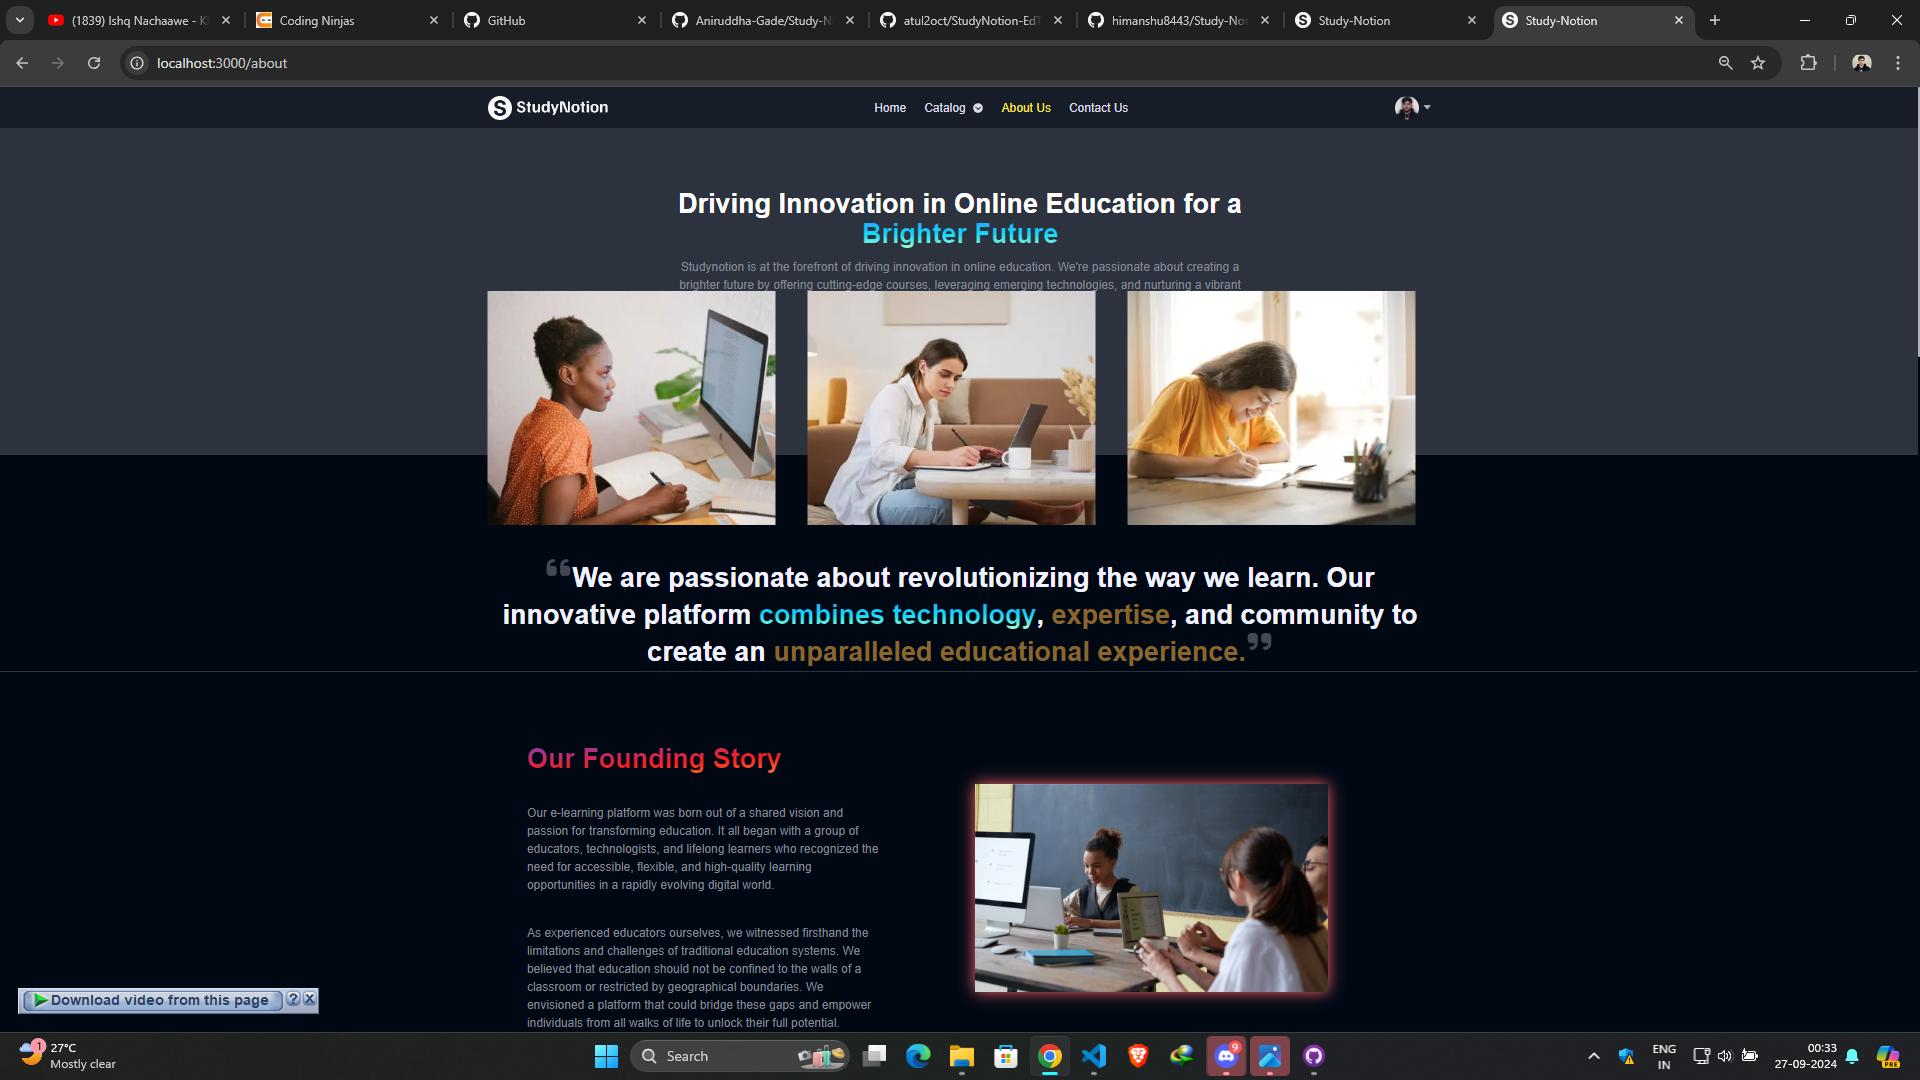 (1839) Ishq Nachaawe - K
Coding Ninjas
GitHub
Aniruddha-Gade/Study-N
atul2oct/StudyNotion-EdT
himanshu8443/Study-Not
Study-Notion
Study-Notion
localhost:3000/about
StudyNotion
Home
Catalog
About Us
Contact Us
Driving Innovation in Online Education for a
Brighter Future
Studynotion is at the forefront of driving innovation in online education. We're passionate about creating a
brighter future by offering cutting-edge courses, leveraging emerging technologies, and nurturing a vibrant
“We are passionate about revolutionizing the way we learn. Our
innovative platform combines technology, expertise, and community to
create an unparalleled educational experience.”
Our Founding Story
Our e-learning platform was born out of a shared vision and
passion for transforming education. It all began with a group of
educators, technologists, and lifelong learners who recognized the
need for accessible, flexible, and high-quality learning
opportunities in a rapidly evolving digital world.
As experienced educators ourselves, we witnessed firsthand the
limitations and challenges of traditional education systems. We
believed that education should not be confined to the walls of a
classroom or restricted by geographical boundaries. We
envisioned a platform that could bridge these gaps and empower
individuals from all walks of life to unlock their full potential.
Download video from this page
?
1
27°C
Mostly clear
Search
9
ENG
IN
00:33
27-09-2024
PRE